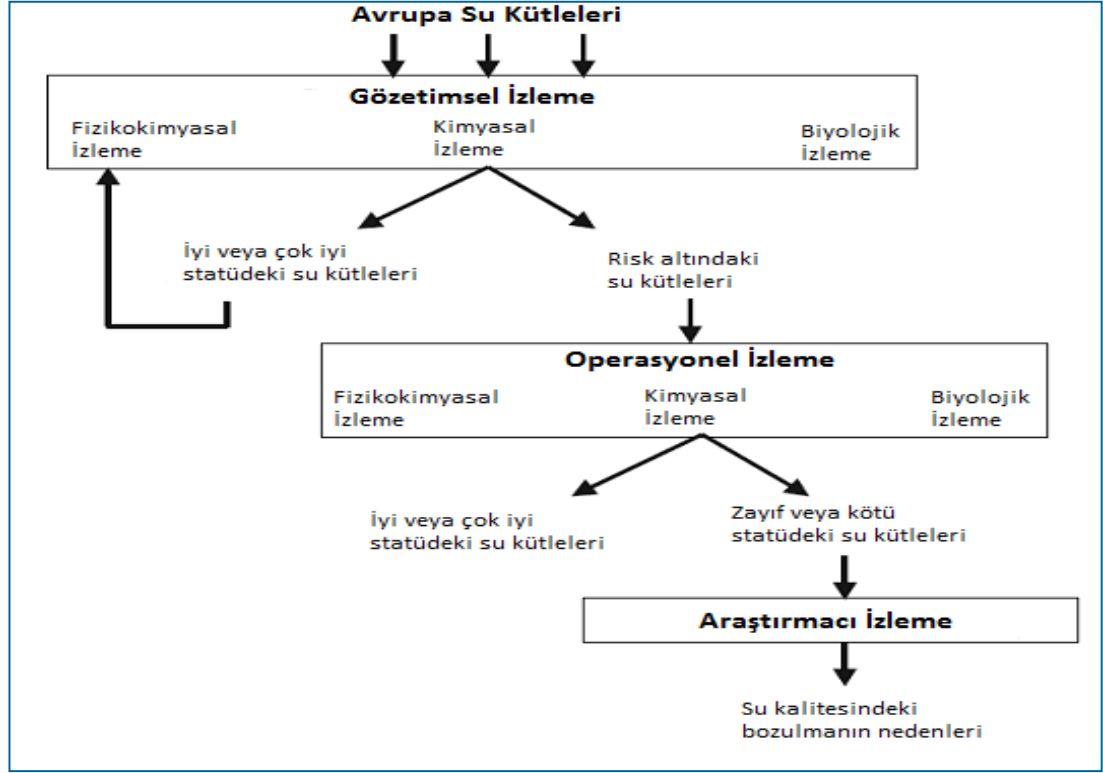 Avrupa Su Kütleleri
Gözetimsel İzleme
Fizikokimyasal
İzleme
Kimyasal
İzleme
Biyolojik
İzleme
İyi veya çok iyi
statüdeki su kütleleri
Risk altındaki
su kütleleri
Operasyonel İzleme
Fizikokimyasal
İzleme
Kimyasal
İzleme
Biyolojik
İzleme
İyi veya çok iyi
statüdeki su kütleleri
Zayıf veya kötü
statüdeki su kütleleri
Araştırmacı İzleme
Su kalitesindeki
bozulmanın nedenleri